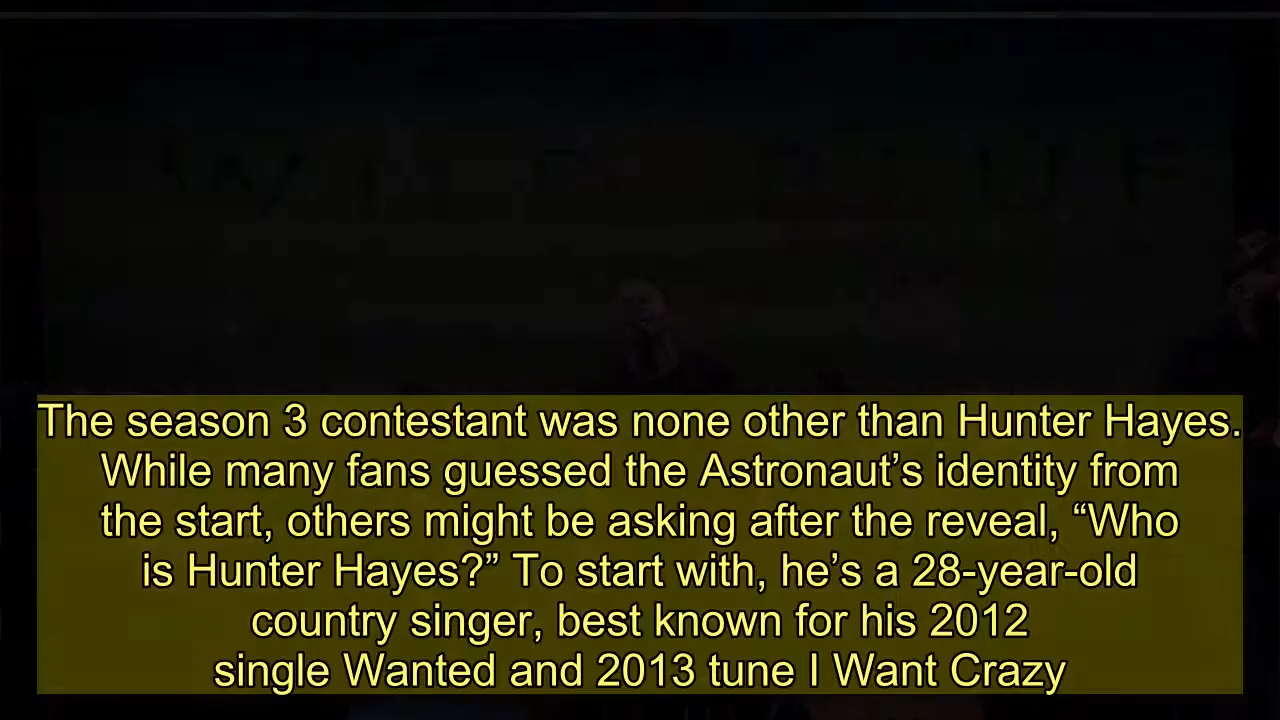 The season 3 contestant was none other than Hunter Hayes.
While many fans guessed the Astronaut’s identity from
the start, others might be asking after the reveal, “Who
is Hunter Hayes?” To start with, he’s a 28-year-old
country singer, best known for his 2012
single Wanted and 2013 tune I Want Crazy